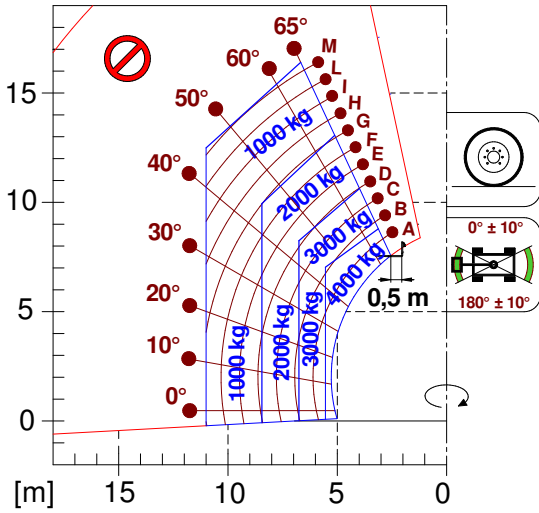 65°
60°
50°
40°
30°
20°
10°
0°
M
L
I
H
G
F
E
D
C
B
A
1000 kg
2000 kg
3000 kg
4000 kg
1000 kg
2000 kg
3000 kg
0,5 m
0° ± 10°
180° ± 10°
15
10
5
0
[m]
15
10
5
0